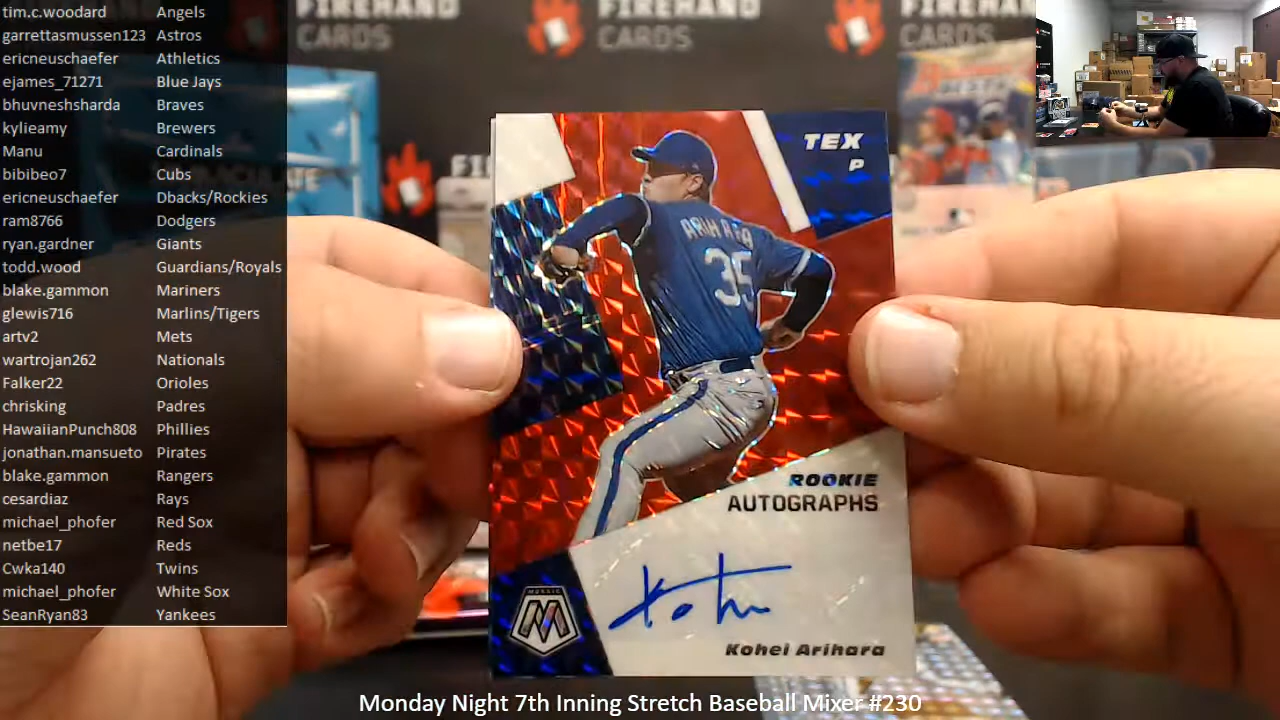 tim.c.woodard Angels
garrettasmussen123 Astros
ericneuschaefer Athletics
ejames_71271 Blue Jays
bhuvneshsharda Braves
kylieamy Brewers
Manu Cardinals
bibibeo7 Cubs
ericneuschaefer Dbacks/Rockies
ram8766 Dodgers
ryan.gardner Giants
todd.wood Guardians/Royals
blake.gammon Mariners
glewis716 Marlins/Tigers
artv2 Mets
wartrojan262 Nationals
Falker22 Orioles
chrisking Padres
HawaiianPunch808 Phillies
jonathan.mansueto Pirates
blake.gammon Rangers
cesardiaz Rays
michael_phofer Red Sox
netbe17 Reds
Cwka140 Twins
michael_phofer White Sox
SeanRyan83 Yankees
FIREHAND
CARDS
FIREHAND
CARDS
TEX
P
ARIHARA
35
ROOKIE
AUTOGRAPHS
MOSAIC
M
Kohei Arihara
Monday Night 7th Inning Stretch Baseball Mixer #230